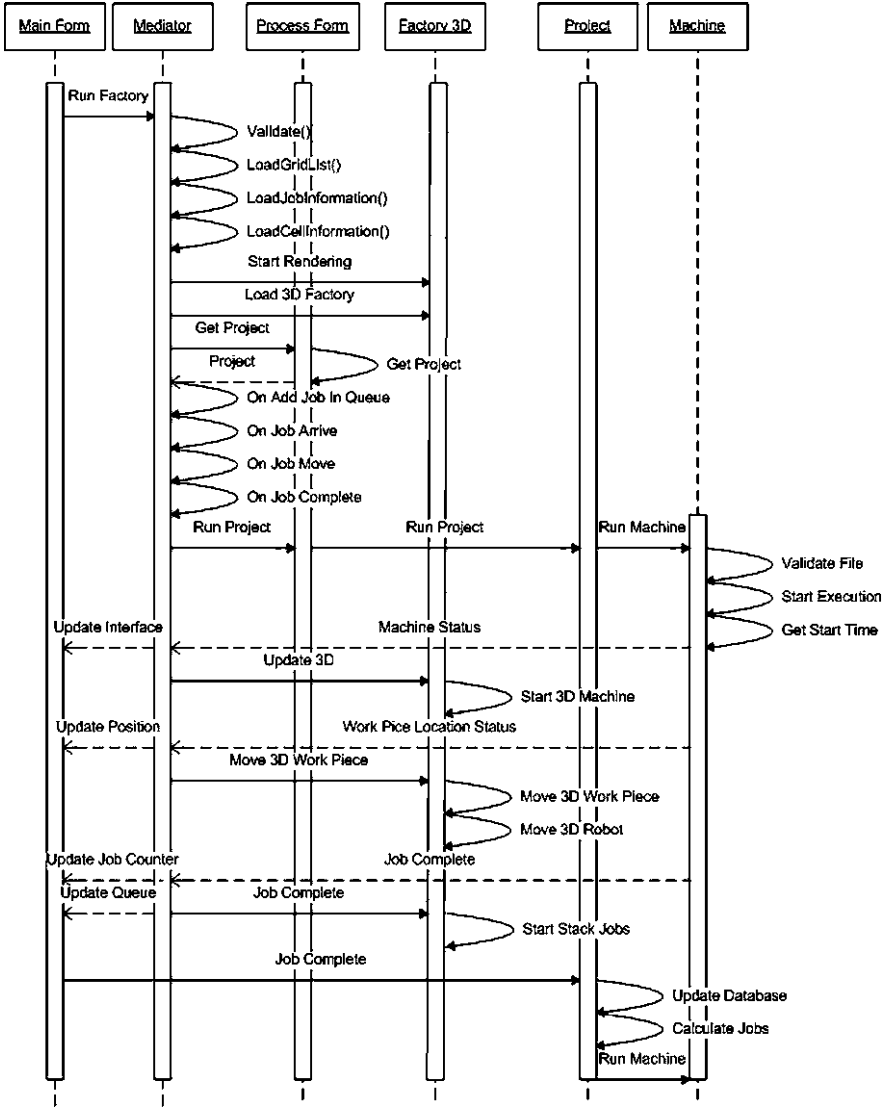 Main Form
Mediator
Process Form
Factory 3D
Project
Machine
Run Factory
Validate()
LoadGridList()
LoadJobInformation()
LoadCellInformation()
Start Rendering
Load 3D Factory
Get Project
Project
Get Project
On Add Job In Queue
On Job Arrive
On Job Move
On Job Complete
Run Project
Run Project
Run Machine
Validate File
Start Execution
Get Start Time
Update Interface
Machine Status
Update 3D
Start 3D Machine
Update Position
Work Pice Location Status
Move 3D Work Piece
Move 3D Work Piece
Move 3D Robot
Update Job Counter
Job Complete
Update Queue
Job Complete
Start Stack Jobs
Job Complete
Update Database
Calculate Jobs
Run Machine